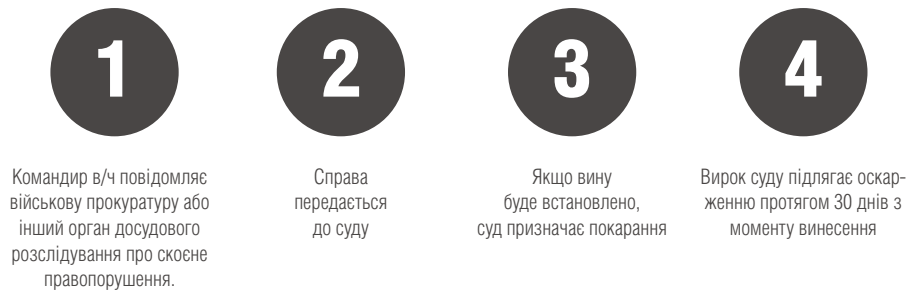 1
Командир в/ч повідомляє
військову прокуратуру або
інший орган досудового
розслідування про скоєне
правопорушення.
2
Справа
передається
до суду
3
Якщо вину
буде встановлено,
суд призначає покарання
4
Вирок суду підлягає оскар-
женню протягом 30 днів з
моменту винесення